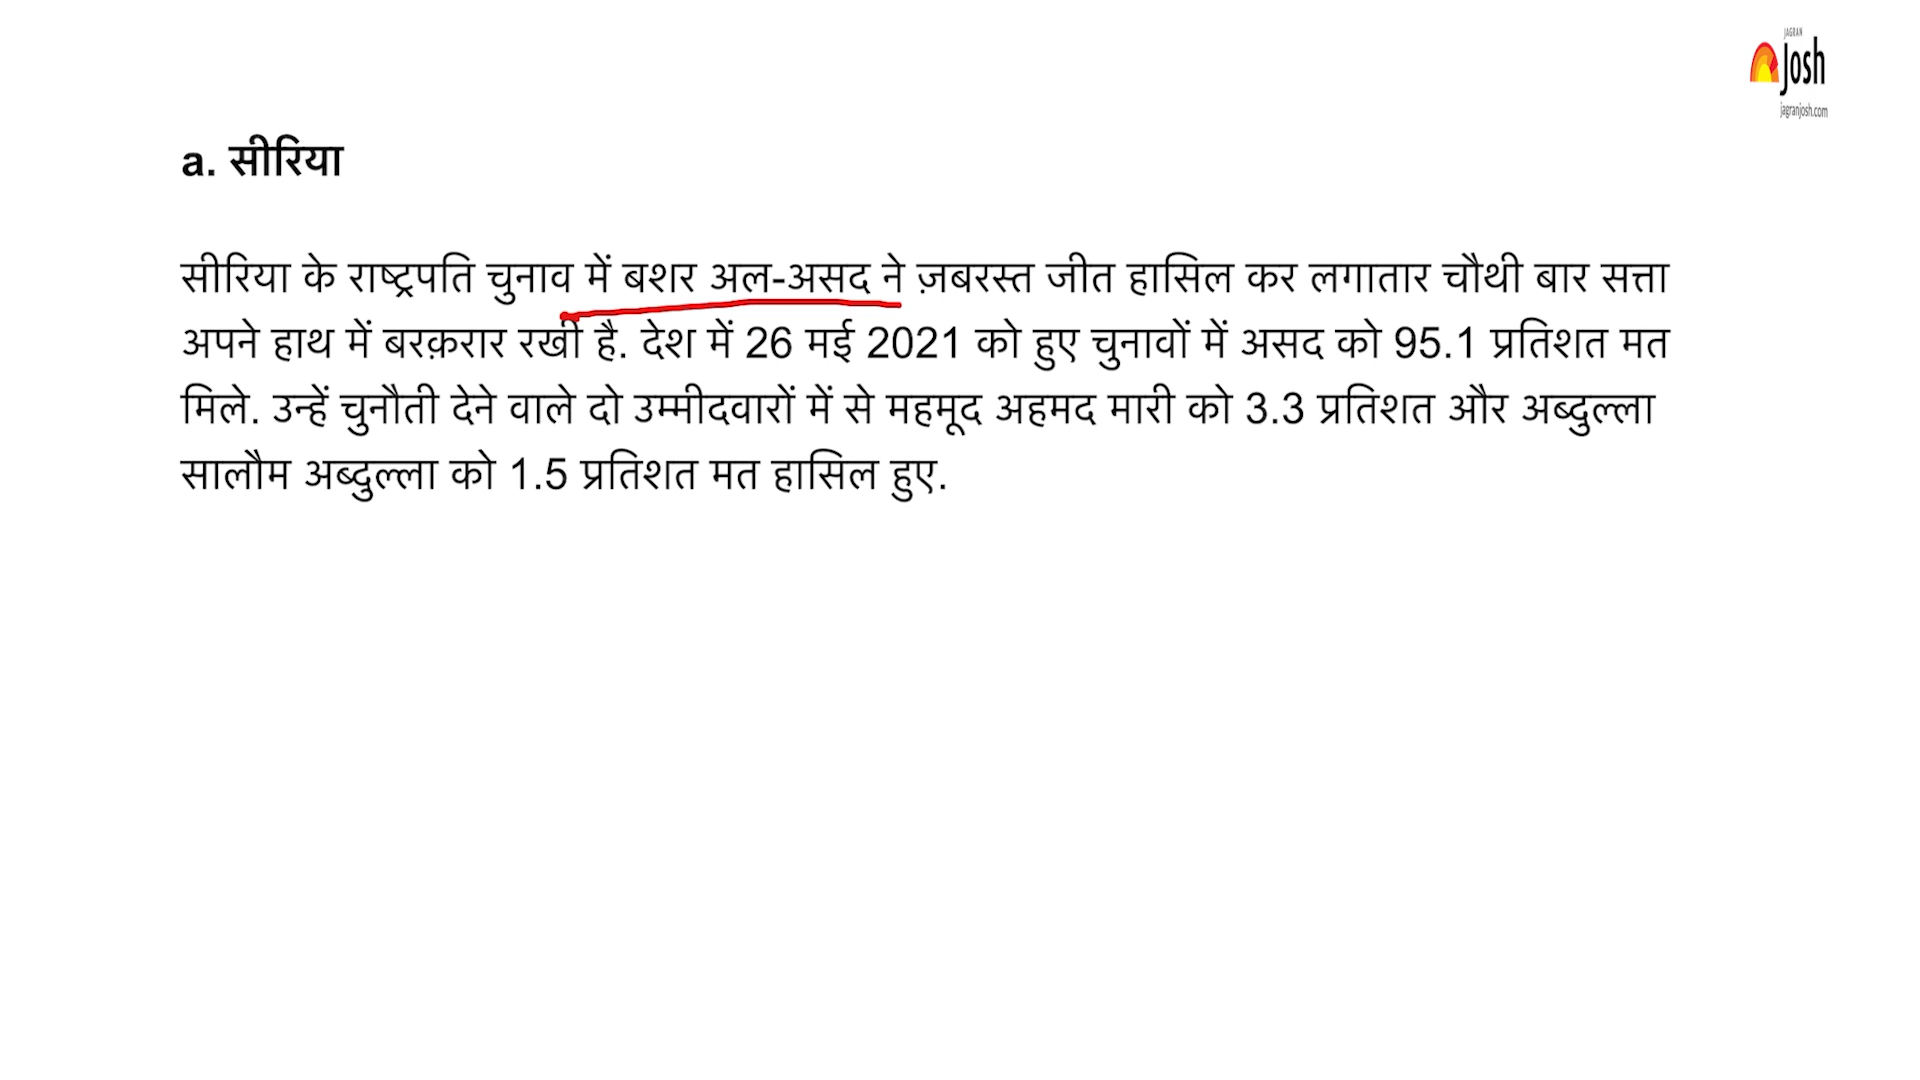 JAGRAN
Josh
jagranjosh.com
a. सीरिया
सीरिया के राष्ट्रपति चुनाव में बशर अल-असद ने ज़बरस्त जीत हासिल कर लगातार चौथी बार सत्ता
अपने हाथ में बरक़रार रखी है. देश में 26 मई 2021 को हुए चुनावों में असद को 95.1 प्रतिशत मत
मिले. उन्हें चुनौती देने वाले दो उम्मीदवारों में से महमूद अहमद मारी को 3.3 प्रतिशत और अब्दुल्ला
सालौम अब्दुल्ला को 1.5 प्रतिशत मत हासिल हुए.